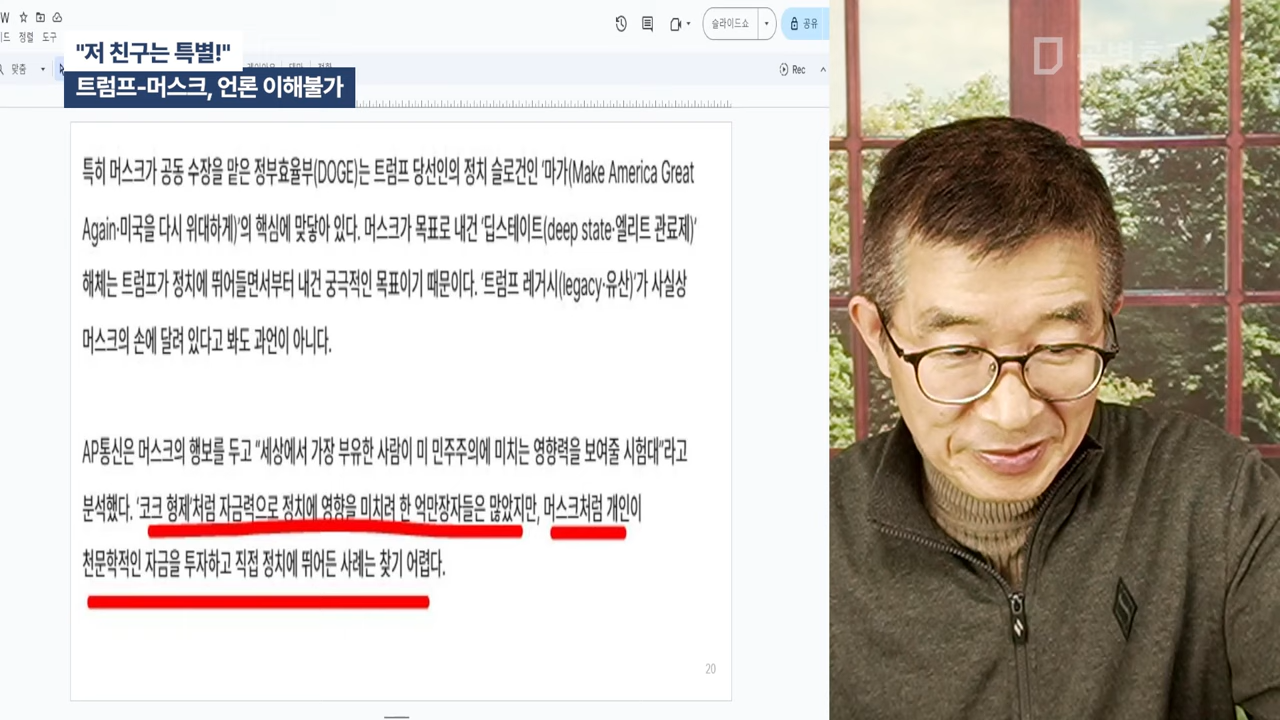 W
정렬 도구
슬라이드쇼
공유
"저 친구는 특별!"
맞춤
Rec
트럼프-머스크, 언론 이해불가
특히 머스크가 공동 수장을 맡은 정부효율부(DOGE)는 트럼프 당선인의 정치 슬로건인 ‘마가(Make America Great
Again·미국을 다시 위대하게)’의 핵심에 맞닿아 있다. 머스크가 목표로 내건 ‘딥스테이트(deep state·엘리트 관료제)’
해체는 트럼프가 정치에 뛰어들면서부터 내건 궁극적인 목표이기 때문이다. ‘트럼프 레거시(legacy·유산)’가 사실상
머스크의 손에 달려 있다고 봐도 과언이 아니다.
AP통신은 머스크의 행보를 두고 “세상에서 가장 부유한 사람이 미 민주주의에 미치는 영향력을 보여줄 시험대”라고
분석했다. ‘코크 형제’처럼 자금력으로 정치에 영향을 미치려 한 억만장자들은 많았지만, 머스크처럼 개인이
천문학적인 자금을 투자하고 직접 정치에 뛰어든 사례는 찾기 어렵다.
20